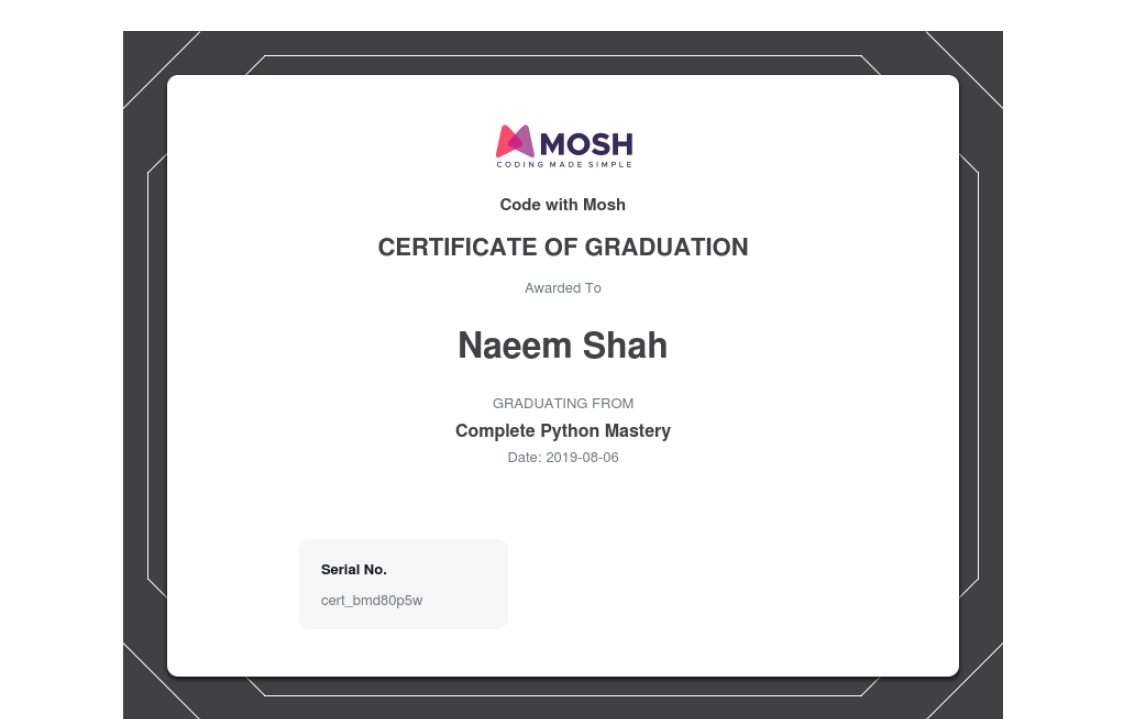 MOSH
CODING MADE SIMPLE
Code with Mosh
CERTIFICATE OF GRADUATION
Awarded To
Naeem Shah
GRADUATING FROM
Complete Python Mastery
Date: 2019-08-06
Serial No.
cert_bmd80p5w